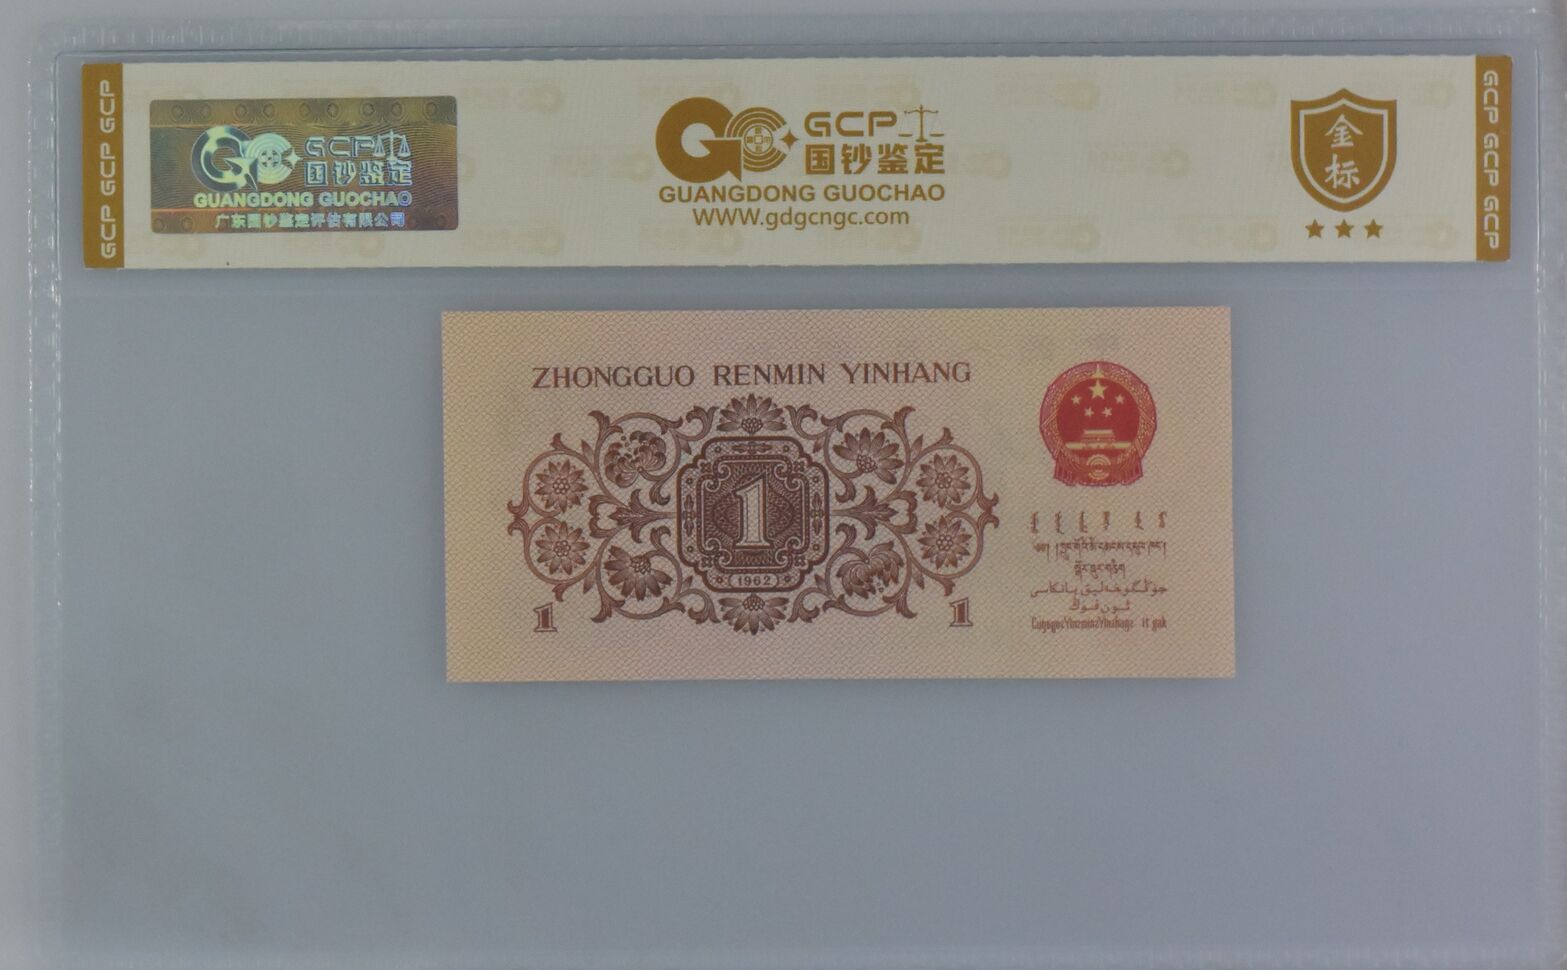 GCP GCP GCP
GCP
国钞鉴定
GUANGDONG GUOCHAO
广东国钞鉴定评估有限公司
GCP
国钞鉴定
GUANGDONG GUOCHAO
WWW.gdgcngc.com
金
标
GCP GCP GCP
ZHONGGUO RENMIN YINHANG
1
(1962)
1
1